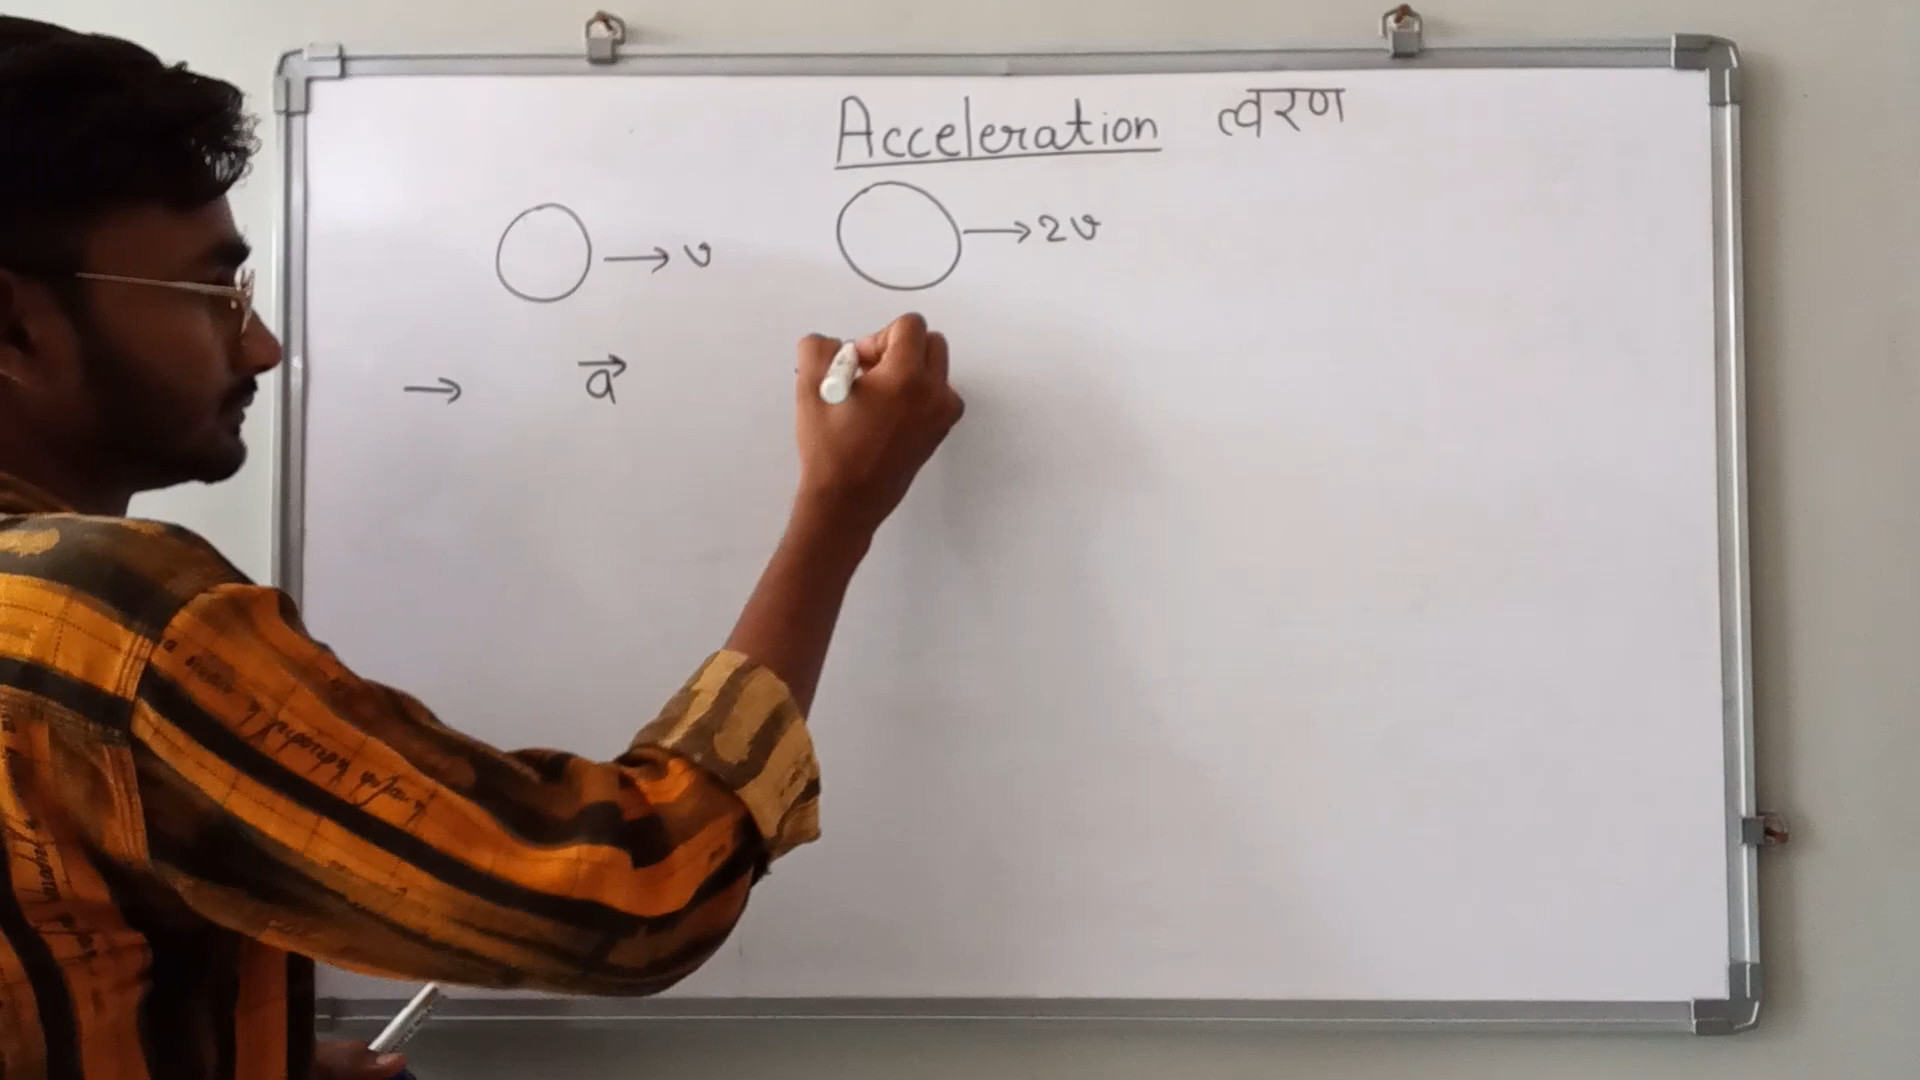 Acceleration त्वरण
→ v
→ 2v
→ a⃗